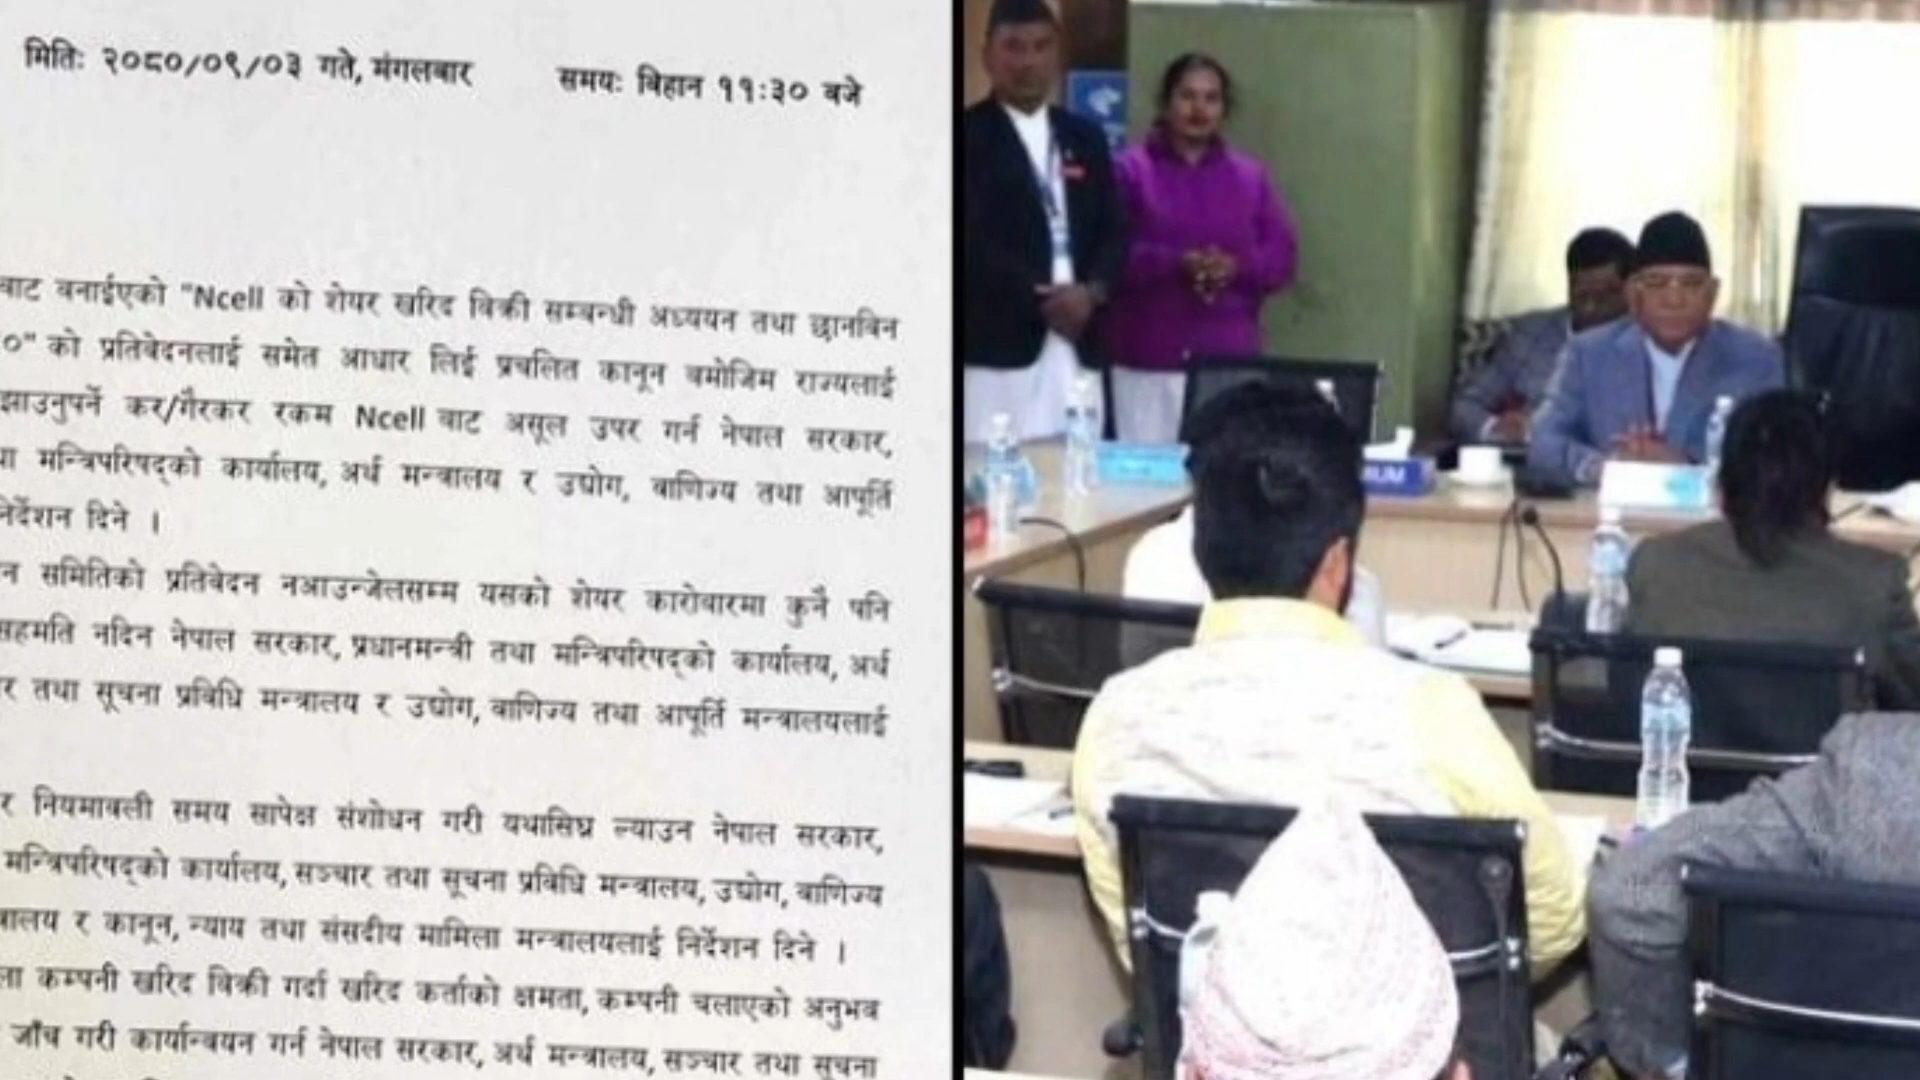 मितिः २०८०/०९/०३ गते, मंगलबार समयः बिहान ११:३० बजे
बाट बनाईएको "Ncell को शेयर खरिद बिक्री सम्बन्धी अध्ययन तथा छानबिन
०" को प्रतिवेदनलाई समेत आधार लिई प्रचलित कानून बमोजिम राज्यलाई
झाउनुपर्ने कर/गैरकर रकम Ncell बाट असूल उपर गर्न नेपाल सरकार,
था मन्त्रिपरिषद्को कार्यालय, अर्थ मन्त्रालय र उद्योग, वाणिज्य तथा आपूर्ति
निर्देशन दिने ।
न समितिको प्रतिवेदन नआउन्जेलसम्म यसको शेयर कारोबारमा कुनै पनि
सहमति नदिन नेपाल सरकार, प्रधानमन्त्री तथा मन्त्रिपरिषद्को कार्यालय, अर्थ
र तथा सूचना प्रविधि मन्त्रालय र उद्योग, वाणिज्य तथा आपूर्ति मन्त्रालयलाई
र नियमावली समय सापेक्ष संशोधन गरी यथासिघ्र ल्याउन नेपाल सरकार,
मन्त्रिपरिषद्को कार्यालय, सञ्चार तथा सूचना प्रविधि मन्त्रालय, उद्योग, वाणिज्य
त्रालय र कानून, न्याय तथा संसदीय मामिला मन्त्रालयलाई निर्देशन दिने ।
ला कम्पनी खरिद बिक्री गर्दा खरिद कर्ताको क्षमता, कम्पनी चलाएको अनुभव
जाँच गरी कार्यान्वयन गर्न नेपाल सरकार, अर्थ मन्त्रालय, सञ्चार तथा सूचना